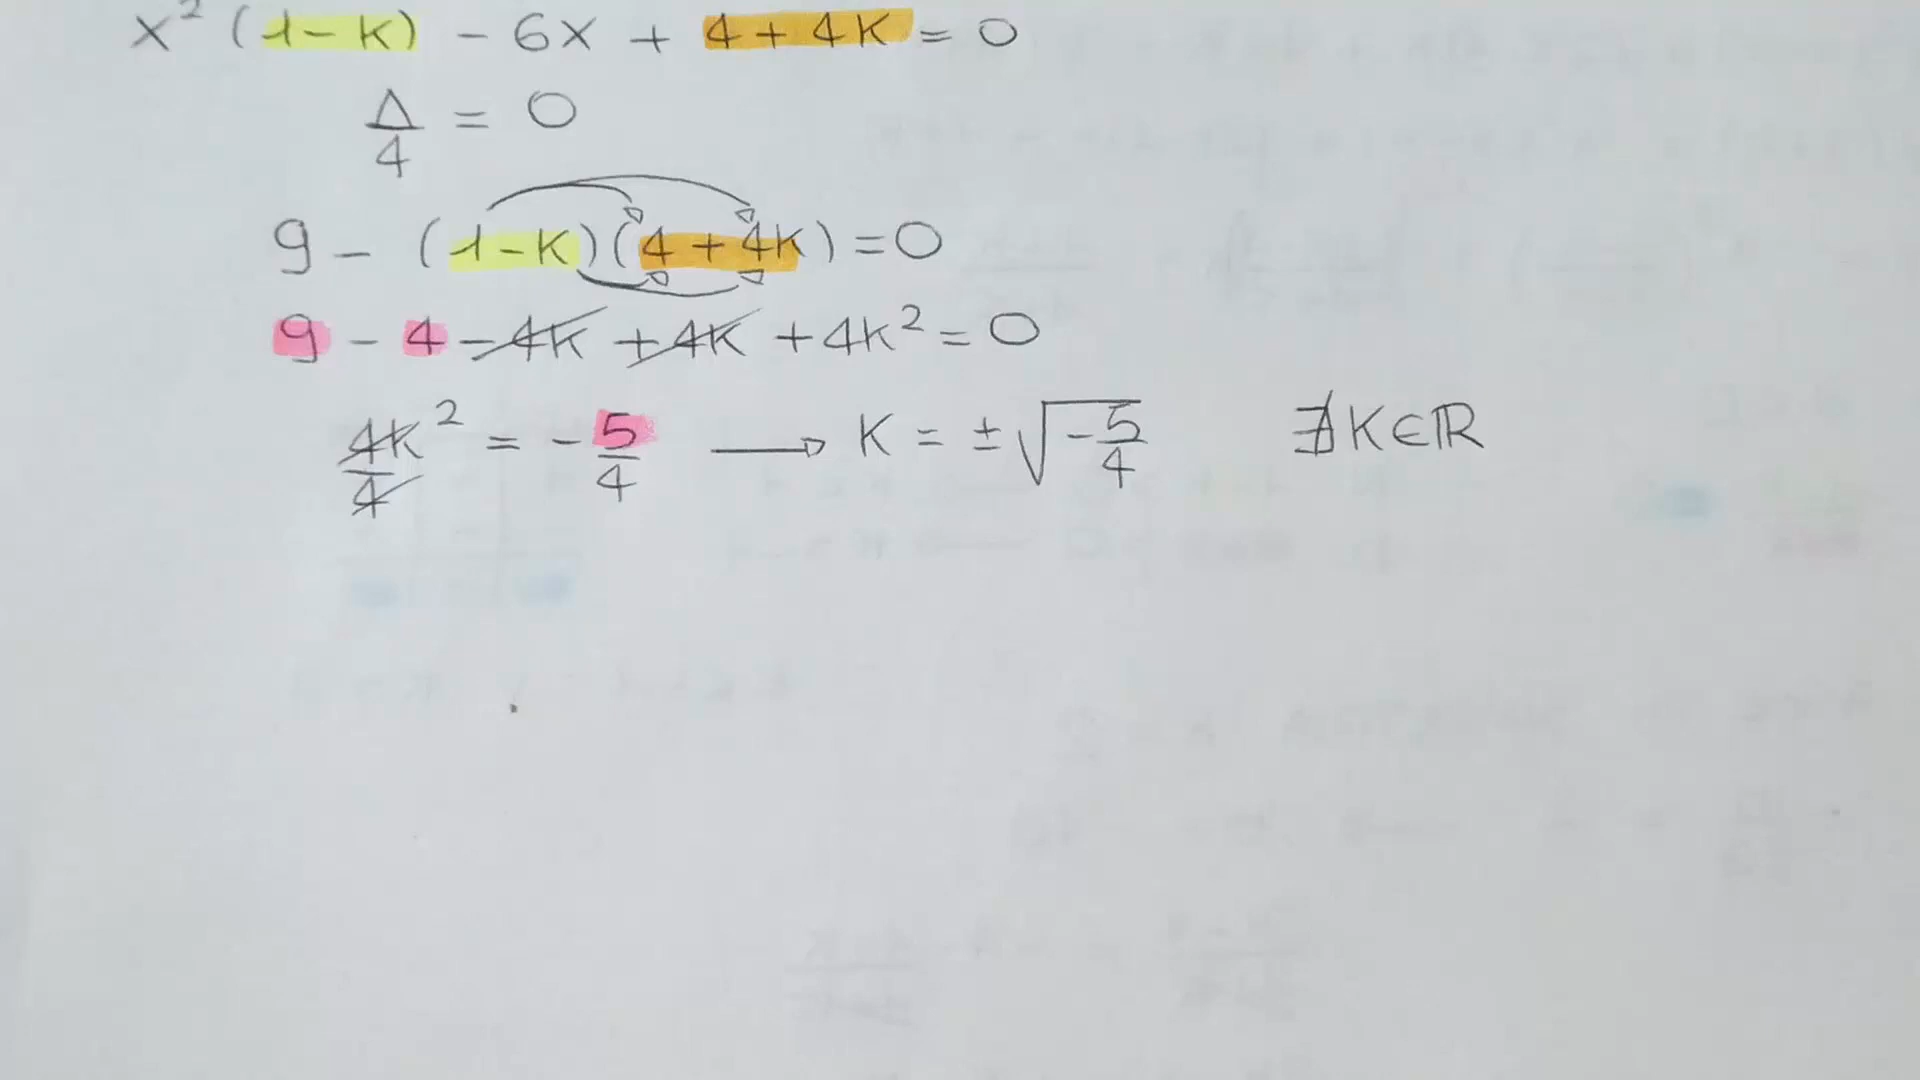 x² (1-K) - 6x + 4+4K = 0
Δ/4 = 0
9 - (1-K)(4+4K) = 0
9 - 4 - 4K + 4K + 4K² = 0
4K²/4 = -5/4 → K = ±√(-5/4) ∄K∈ℝ